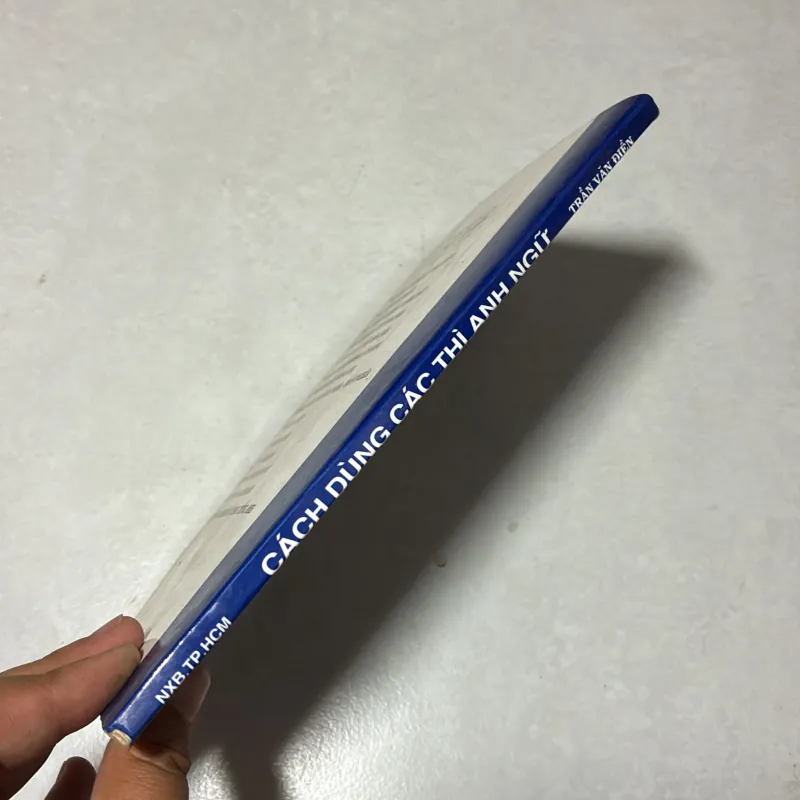 NXB.TP.HCM
CÁCH DÙNG CÁC THÌ ANH NGỮ
TRẦN VĂN ĐIỀN